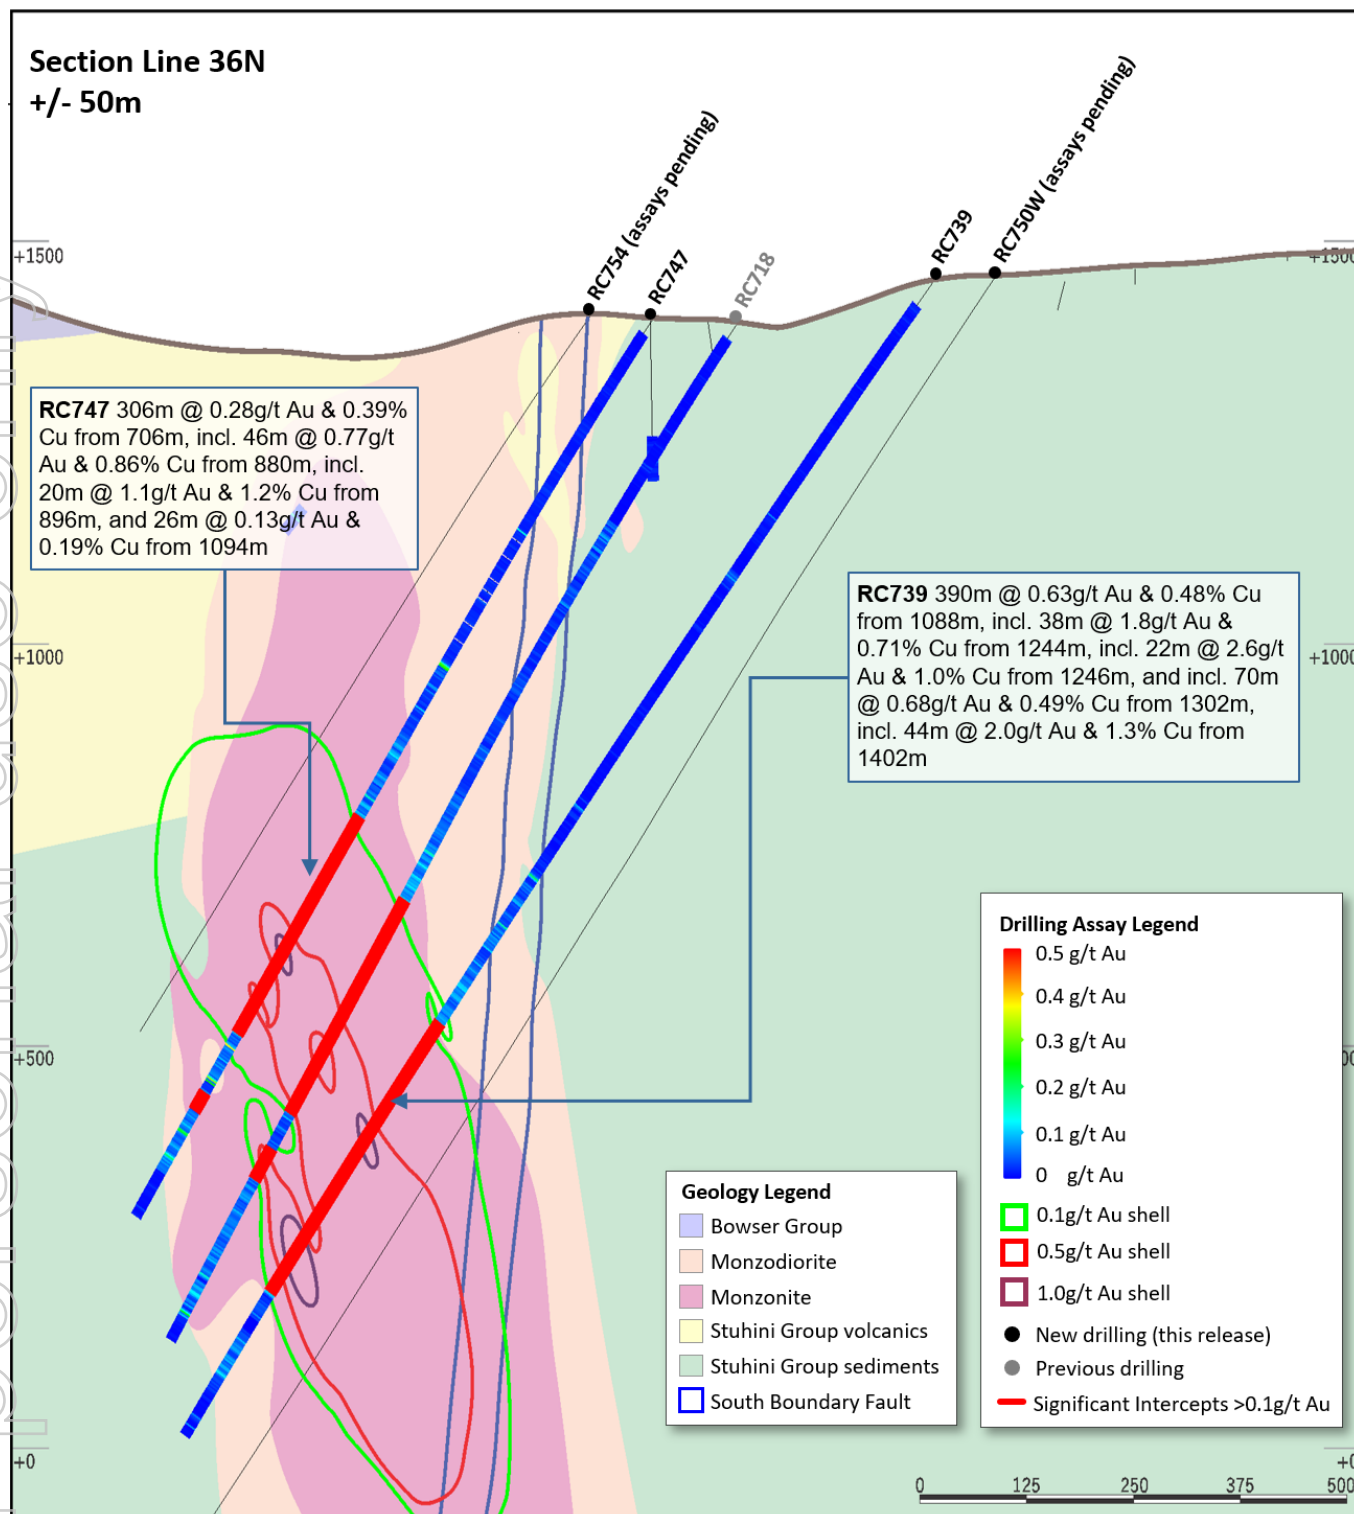 Section Line 36N
+/- 50m
RC754 (assays pending)
RC747
RC718
RC739
RC750W (assays pending)
+1500
+1500
RC747 306m @ 0.28g/t Au & 0.39%
Cu from 706m, incl. 46m @ 0.77g/t
Au & 0.86% Cu from 880m, incl.
20m @ 1.1g/t Au & 1.2% Cu from
896m, and 26m @ 0.13g/t Au &
0.19% Cu from 1094m
RC739 390m @ 0.63g/t Au & 0.48% Cu
from 1088m, incl. 38m @ 1.8g/t Au &
0.71% Cu from 1244m, incl. 22m @ 2.6g/t
Au & 1.0% Cu from 1246m, and incl. 70m
@ 0.68g/t Au & 0.49% Cu from 1302m,
incl. 44m @ 2.0g/t Au & 1.3% Cu from
1402m
+1000
+1000
+500
Drilling Assay Legend
0.5 g/t Au
0.4 g/t Au
0.3 g/t Au
0.2 g/t Au
0.1 g/t Au
0 g/t Au
0.1g/t Au shell
0.5g/t Au shell
1.0g/t Au shell
New drilling (this release)
Previous drilling
Significant Intercepts >0.1g/t Au
Geology Legend
Bowser Group
Monzodiorite
Monzonite
Stuhini Group volcanics
Stuhini Group sediments
South Boundary Fault
+0
+0
0 125 250 375 500